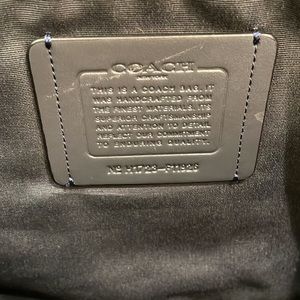 COACH
NEW YORK
THIS IS A COACH BAG. IT
WAS HANDCRAFTED FROM
THE FINEST MATERIALS. ITS
SUPERIOR CRAFTSMANSHIP
AND ATTENTION TO DETAIL
REFLECT OUR COMMITMENT
TO ENDURING QUALITY.
Nº H1723-F11926